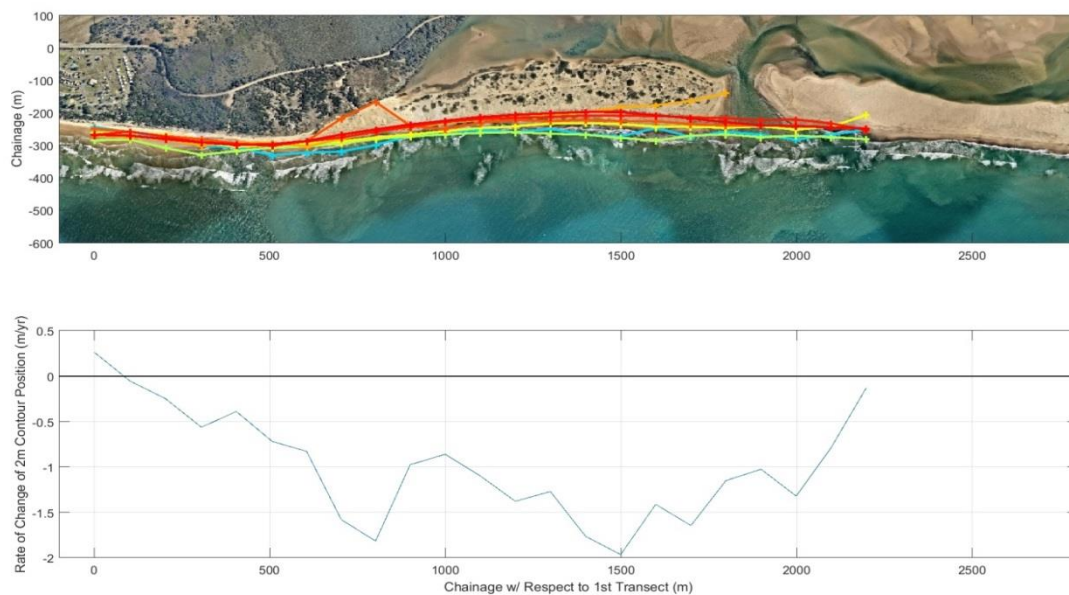 100
0
-100
-200
-300
-400
-500
-600
Chainage (m)
0 500 1000 1500 2000 2500
0.5
0
-0.5
-1
-1.5
-2
Rate of Change of 2m Contour Position (m/yr)
0 500 1000 1500 2000 2500
Chainage w/ Respect to 1st Transect (m)